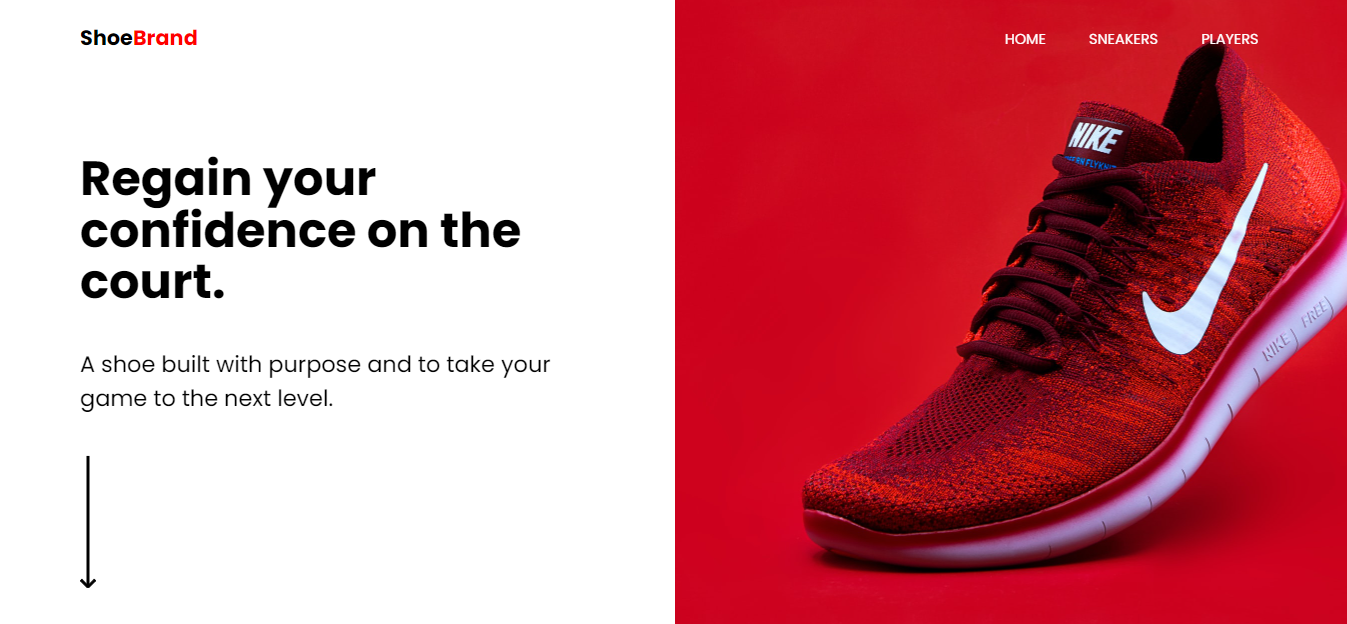 ShoeBrand
HOME SNEAKERS PLAYERS
Regain your
confidence on the
court.
A shoe built with purpose and to take your
game to the next level.
NIKE
NIKE FREE